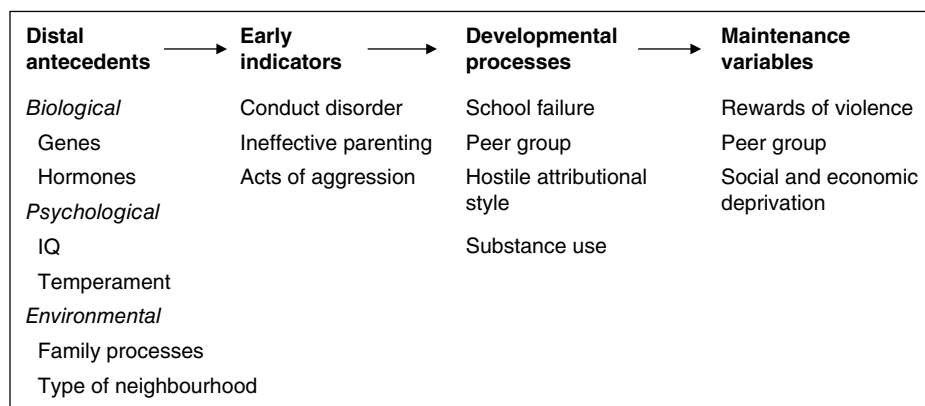 Distal antecedents
Biological
Genes
Hormones
Psychological
IQ
Temperament
Environmental
Family processes
Type of neighbourhood
Early indicators
Conduct disorder
Ineffective parenting
Acts of aggression
Developmental processes
School failure
Peer group
Hostile attributional style
Substance use
Maintenance variables
Rewards of violence
Peer group
Social and economic deprivation